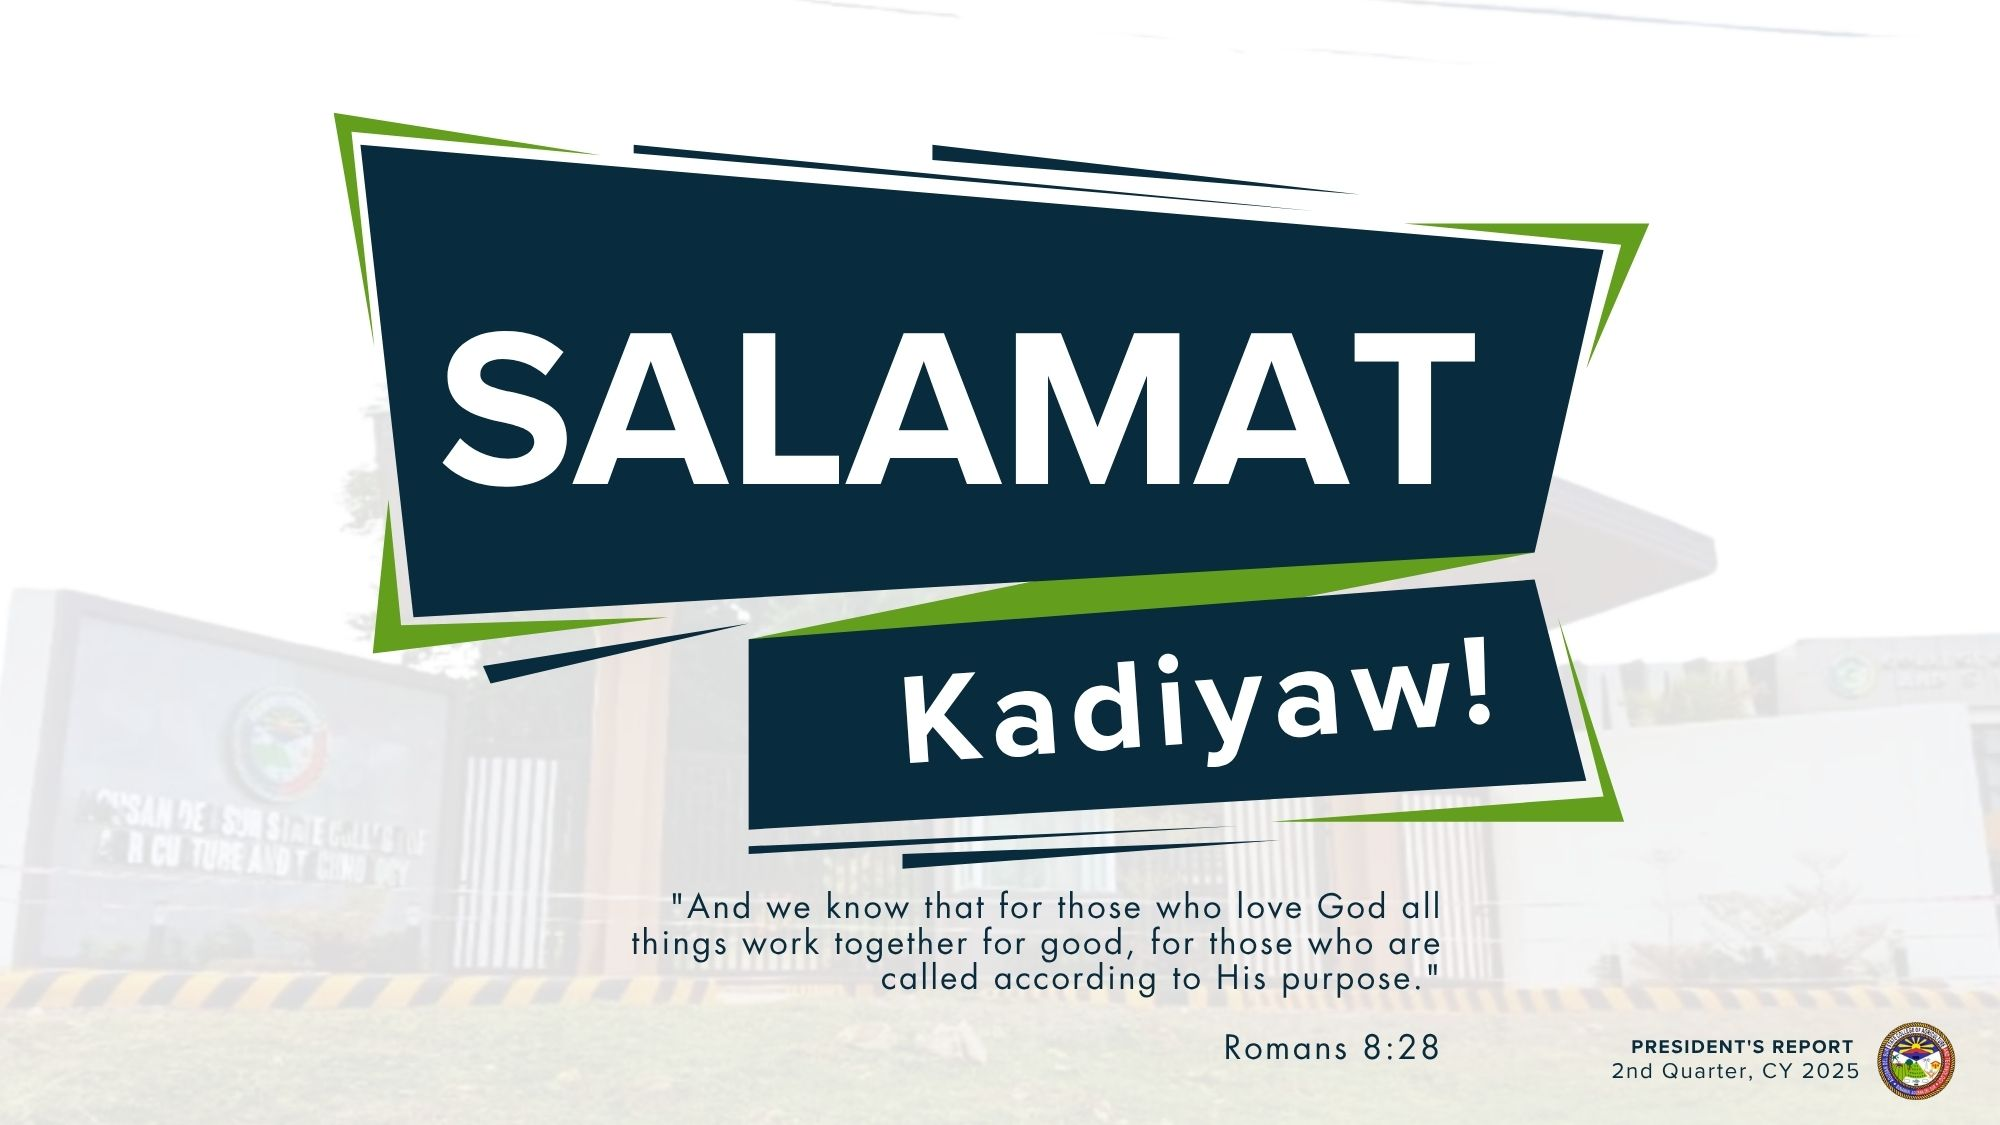 SALAMAT
Kadiyaw!
"And we know that for those who love God all
things work together for good, for those who are
called according to His purpose."
Romans 8:28
PRESIDENT'S REPORT
2nd Quarter, CY 2025